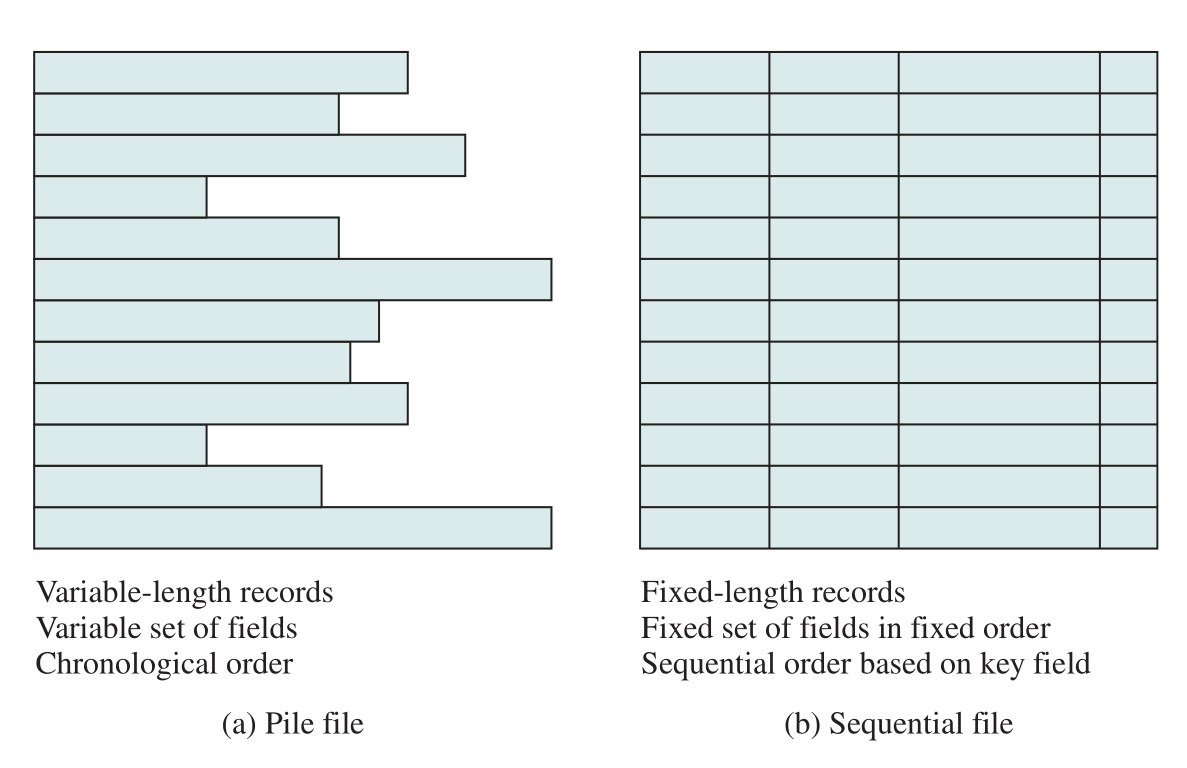 Variable-length records
Variable set of fields
Chronological order
(a) Pile file
Fixed-length records
Fixed set of fields in fixed order
Sequential order based on key field
(b) Sequential file